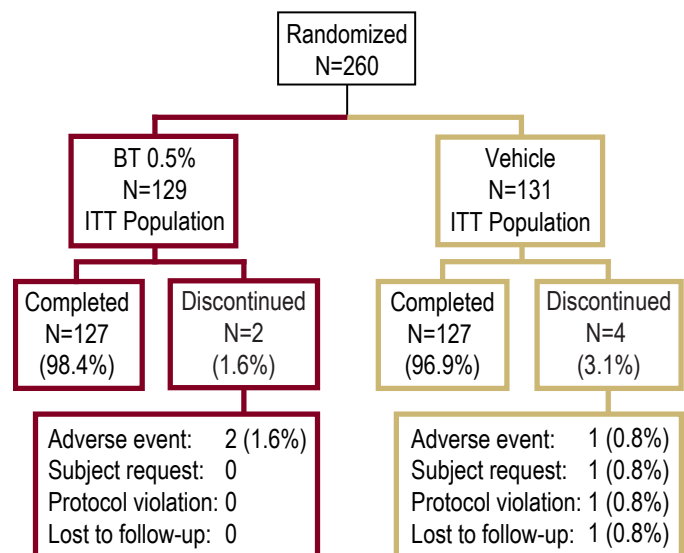 Randomized
N=260
BT 0.5%
N=129
ITT Population
Vehicle
N=131
ITT Population
Completed
N=127
(98.4%)
Discontinued
N=2
(1.6%)
Completed
N=127
(96.9%)
Discontinued
N=4
(3.1%)
Adverse event: 2 (1.6%)
Subject request: 0
Protocol violation: 0
Lost to follow-up: 0
Adverse event: 1 (0.8%)
Subject request: 1 (0.8%)
Protocol violation: 1 (0.8%)
Lost to follow-up: 1 (0.8%)